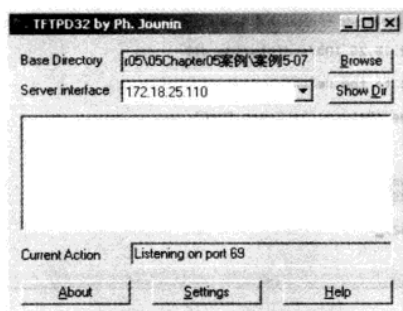 TFTPD32 by Ph. Jounin
Base Directory r05\05Chapter05案例\案例5-07 Browse
Server interface 172.18.25.110 Show Dir
Current Action Listening on port 69
About Settings Help